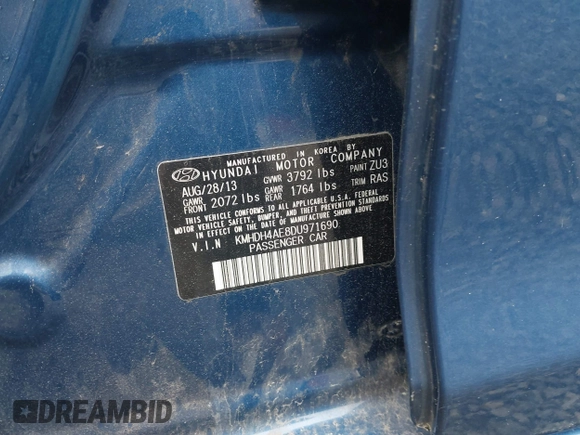 MANUFACTURED IN KOREA BY
HYUNDAI MOTOR COMPANY
AUG/28/13 GVWR 3792 lbs PAINT ZU3
GAWR FRONT 2072 lbs GAWR REAR 1764 lbs TRIM RAS
THIS VEHICLE CONFORMS TO ALL APPLICABLE U.S.A. FEDERAL
MOTOR VEHICLE SAFETY, BUMPER, AND THEFT PREVENTION STANDARDS
IN EFFECT ON THE DATE OF MANUFACTURE SHOWN ABOVE.
V.I.N KMHDH4AE8DU971690
PASSENGER CAR
DREAMBID